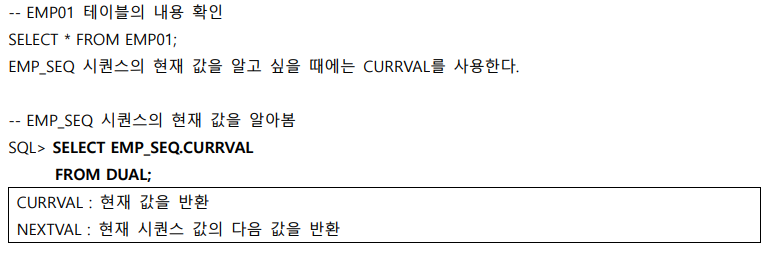 -- EMP01 테이블의 내용 확인
SELECT * FROM EMP01;
EMP_SEQ 시퀀스의 현재 값을 알고 싶을 때에는 CURRVAL를 사용한다.
-- EMP_SEQ 시퀀스의 현재 값을 알아봄
SQL> SELECT EMP_SEQ.CURRVAL
FROM DUAL;
CURRVAL : 현재 값을 반환
NEXTVAL : 현재 시퀀스 값의 다음 값을 반환